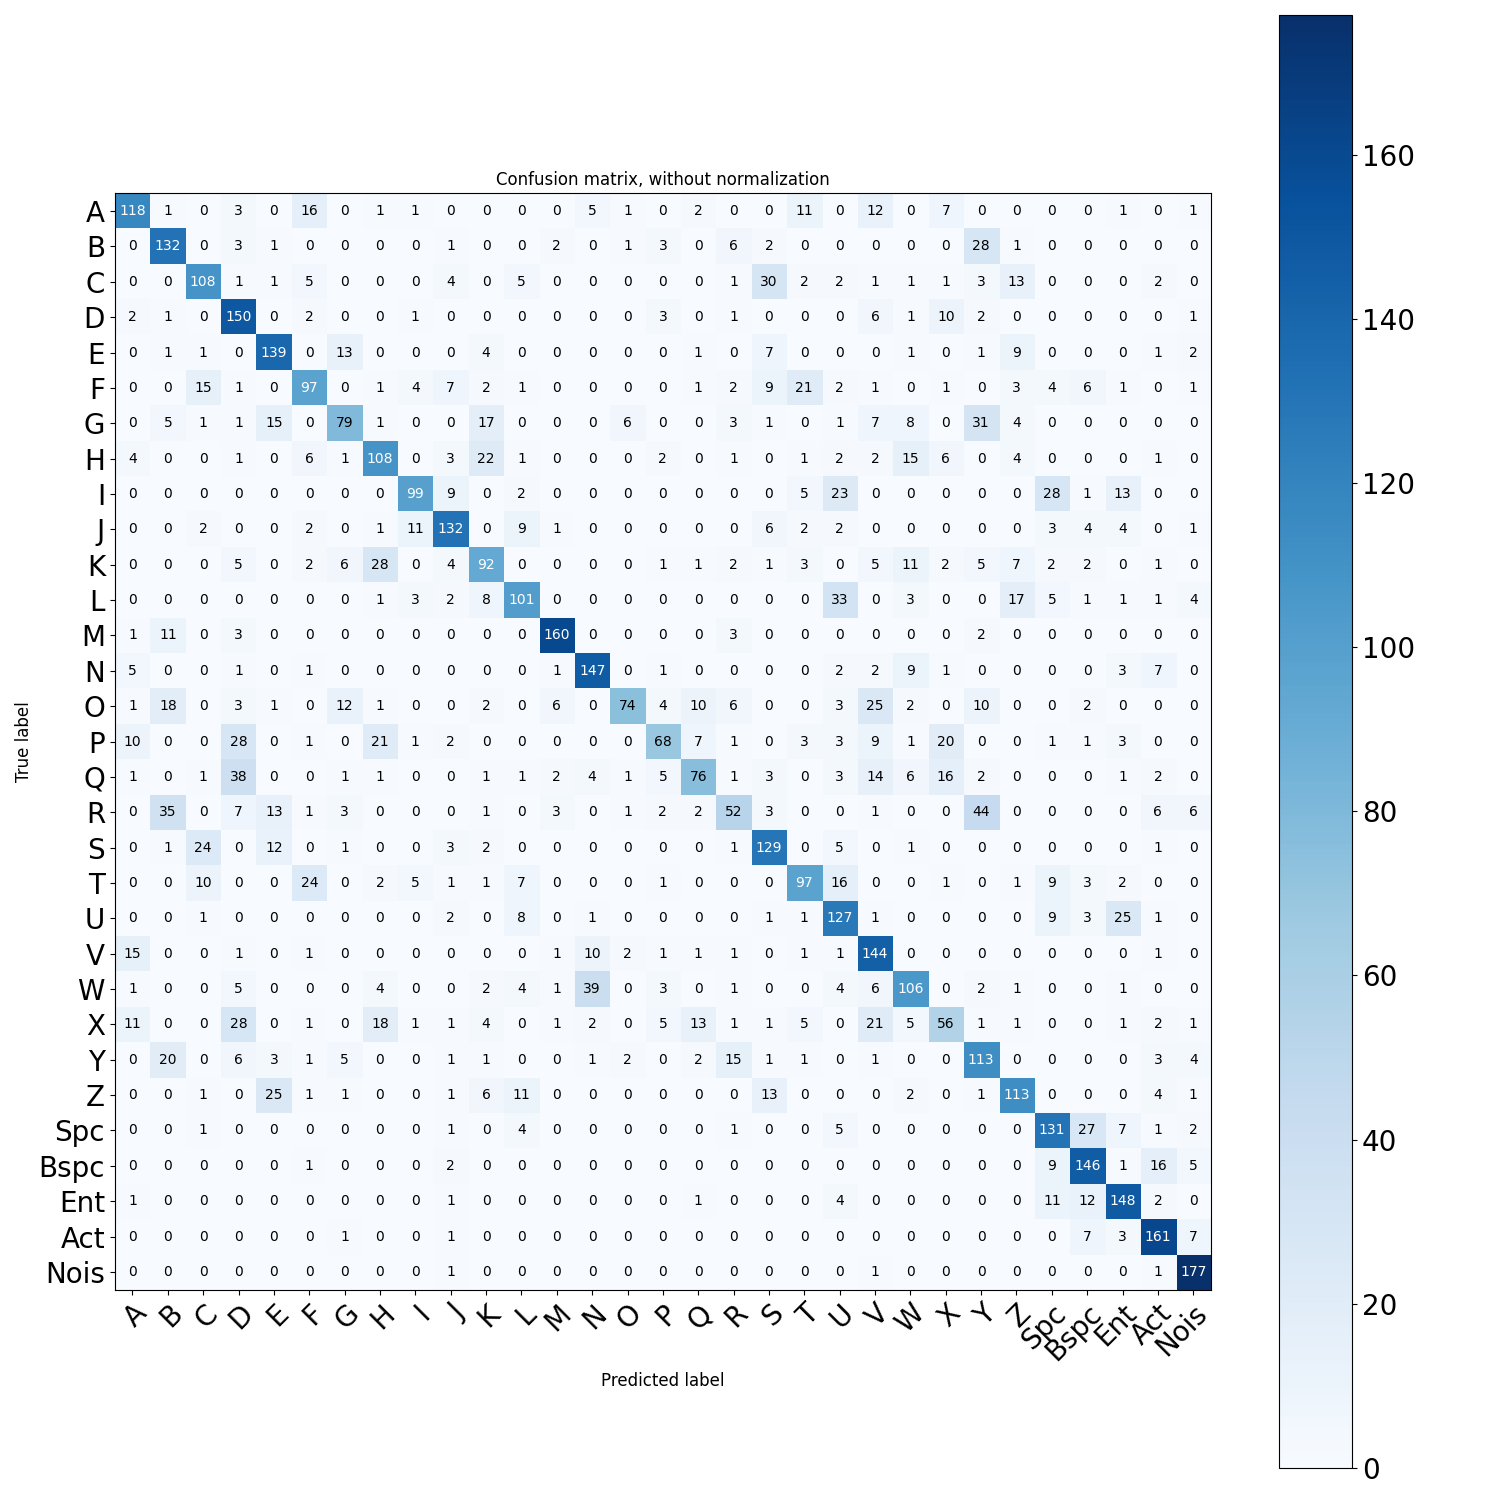 Confusion matrix, without normalization
A 118 1 0 3 0 16 0 1 1 0 0 0 0 5 1 0 2 0 0 11 0 12 0 7 0 0 0 0 1 0 1
B 0 132 0 3 1 0 0 0 0 1 0 0 2 0 1 3 0 6 2 0 0 0 0 0 28 1 0 0 0 0 0
C 0 0 108 1 1 5 0 0 0 4 0 5 0 0 0 0 0 1 30 2 2 1 1 1 3 13 0 0 0 2 0
D 2 1 0 150 0 2 0 0 1 0 0 0 0 0 0 3 0 1 0 0 0 6 1 10 2 0 0 0 0 0 1
E 0 1 1 0 139 0 13 0 0 0 4 0 0 0 0 0 1 0 7 0 0 0 1 0 1 9 0 0 0 1 2
F 0 0 15 1 0 97 0 1 4 7 2 1 0 0 0 0 1 2 9 21 2 1 0 1 0 3 4 6 1 0 1
G 0 5 1 1 15 0 79 1 0 0 17 0 0 0 6 0 0 3 1 0 1 7 8 0 31 4 0 0 0 0 0
H 4 0 0 1 0 6 1 108 0 3 22 1 0 0 0 2 0 1 0 1 2 2 15 6 0 4 0 0 0 1 0
I 0 0 0 0 0 0 0 0 99 9 0 2 0 0 0 0 0 0 0 5 23 0 0 0 0 0 28 1 13 0 0
J 0 0 2 0 0 2 0 1 11 132 0 9 1 0 0 0 0 0 6 2 2 0 0 0 0 0 3 4 4 0 1
K 0 0 0 5 0 2 6 28 0 4 92 0 0 0 0 1 1 2 1 3 0 5 11 2 5 7 2 2 0 1 0
L 0 0 0 0 0 0 0 1 3 2 8 101 0 0 0 0 0 0 0 0 33 0 3 0 0 17 5 1 1 1 4
M 1 11 0 3 0 0 0 0 0 0 0 0 160 0 0 0 0 3 0 0 0 0 0 0 2 0 0 0 0 0 0
N 5 0 0 1 0 1 0 0 0 0 0 0 1 147 0 1 0 0 0 0 2 2 9 1 0 0 0 0 3 7 0
O 1 18 0 3 1 0 12 1 0 0 2 0 6 0 74 4 10 6 0 0 3 25 2 0 10 0 0 2 0 0 0
P 10 0 0 28 0 1 0 21 1 2 0 0 0 0 0 68 7 1 0 3 3 9 1 20 0 0 1 1 3 0 0
Q 1 0 1 38 0 0 1 1 0 0 1 1 2 4 1 5 76 1 3 0 3 14 6 16 2 0 0 0 1 2 0
R 0 35 0 7 13 1 3 0 0 0 1 0 3 0 1 2 2 52 3 0 0 1 0 0 44 0 0 0 0 6 6
S 0 1 24 0 12 0 1 0 0 3 2 0 0 0 0 0 0 1 129 0 5 0 1 0 0 0 0 0 0 1 0
T 0 0 10 0 0 24 0 2 5 1 1 7 0 0 0 1 0 0 0 97 16 0 0 1 0 1 9 3 2 0 0
U 0 0 1 0 0 0 0 0 0 2 0 8 0 1 0 0 0 0 1 1 127 1 0 0 0 0 9 3 25 1 0
V 15 0 0 1 0 1 0 0 0 0 0 0 1 10 2 1 1 1 0 1 1 144 0 0 0 0 0 0 0 1 0
W 1 0 0 5 0 0 0 4 0 0 2 4 1 39 0 3 0 1 0 0 4 6 106 0 2 1 0 0 1 0 0
X 11 0 0 28 0 1 0 18 1 1 4 0 1 2 0 5 13 1 1 5 0 21 5 56 1 1 0 0 1 2 1
Y 0 20 0 6 3 1 5 0 0 1 1 0 0 1 2 0 2 15 1 1 0 1 0 0 113 0 0 0 0 3 4
Z 0 0 1 0 25 1 1 0 0 1 6 11 0 0 0 0 0 0 13 0 0 0 2 0 1 113 0 0 0 4 1
Spc 0 0 1 0 0 0 0 0 0 1 0 4 0 0 0 0 0 1 0 0 5 0 0 0 0 0 131 27 7 1 2
Bspc 0 0 0 0 0 1 0 0 0 2 0 0 0 0 0 0 0 0 0 0 0 0 0 0 0 0 9 146 1 16 5
Ent 1 0 0 0 0 0 0 0 0 1 0 0 0 0 0 0 1 0 0 0 4 0 0 0 0 0 11 12 148 2 0
Act 0 0 0 0 0 0 1 0 0 1 0 0 0 0 0 0 0 0 0 0 0 0 0 0 0 0 0 7 3 161 7
Nois 0 0 0 0 0 0 0 0 0 1 0 0 0 0 0 0 0 0 0 0 0 1 0 0 0 0 0 0 0 1 177
A B C D E F G H I J K L M N O P Q R S T U V W X Y Z Spc Bspc Ent Act Nois
Predicted label
True label
160
140
120
100
80
60
40
20
0